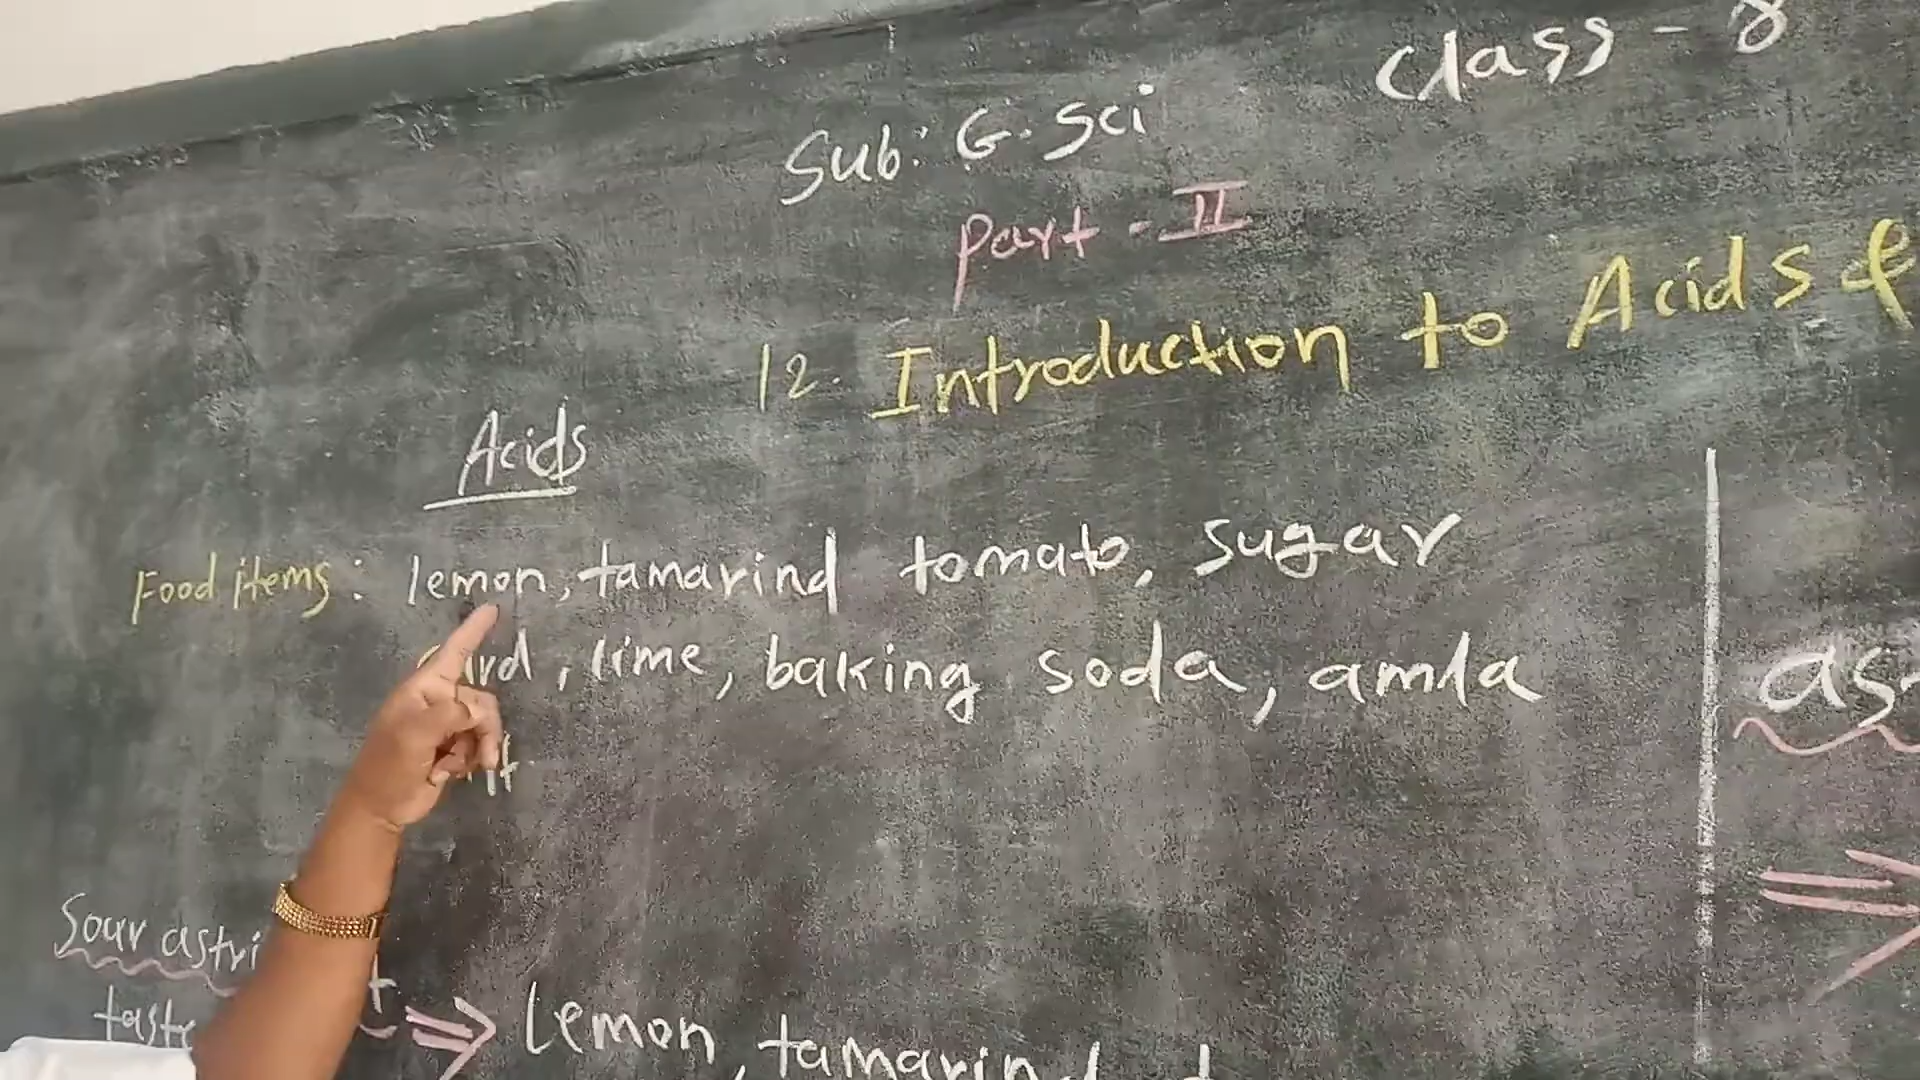 Class - 8
Sub: G. Sci
Part - II
12. Introduction to Acids &
Acids
Food items: lemon, tamarind tomato, sugar
lime, baking soda, amla
Sour
taste
Lemon, tamarind